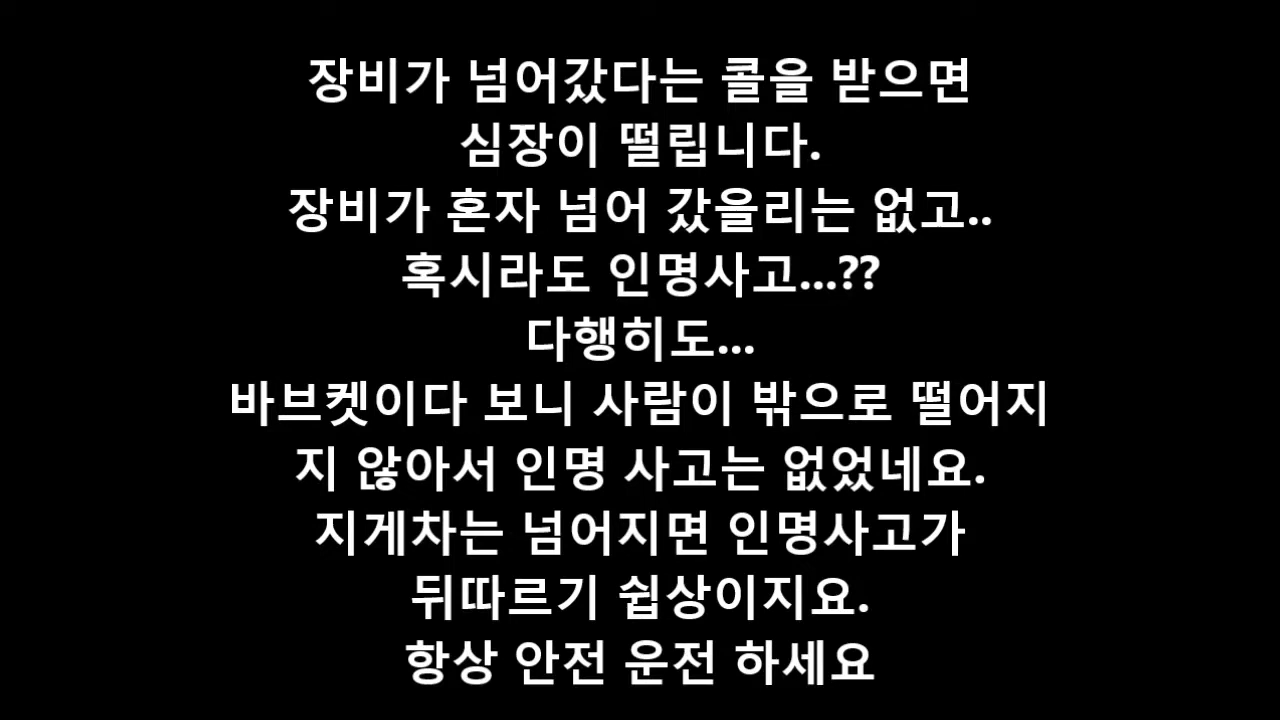 장비가 넘어갔다는 콜을 받으면
심장이 떨립니다.
장비가 혼자 넘어 갔을리는 없고..
혹시라도 인명사고...??
다행히도...
바브켓이다 보니 사람이 밖으로 떨어지
지 않아서 인명 사고는 없었네요.
지게차는 넘어지면 인명사고가
뒤따르기 쉽상이지요.
항상 안전 운전 하세요